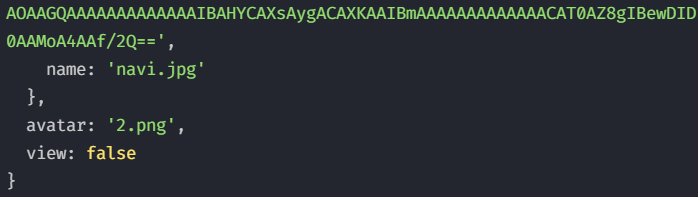 AOAAGQAAAAAAAAAAAAAIBAHYCAXsAygACAXKAAIBmAAAAAAAAAAAAACAT0AZ8gIBewDID
0AAMoA4AAf/2Q==',
    name: 'navi.jpg'
  },
  avatar: '2.png',
  view: false
}